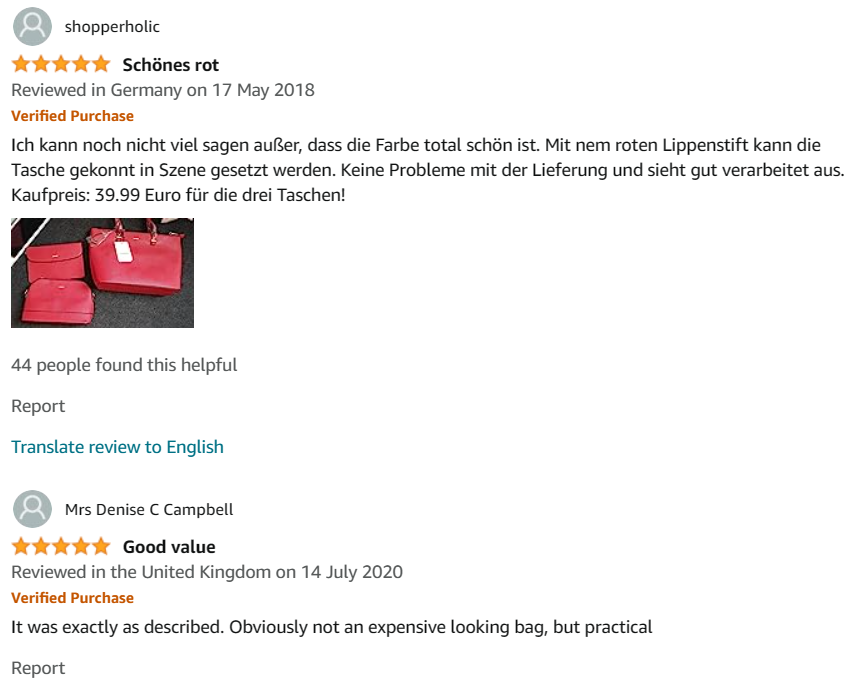 shopperholic
Schönes rot
Reviewed in Germany on 17 May 2018
Verified Purchase
Ich kann noch nicht viel sagen außer, dass die Farbe total schön ist. Mit nem roten Lippenstift kann die
Tasche gekonnt in Szene gesetzt werden. Keine Probleme mit der Lieferung und sieht gut verarbeitet aus.
Kaufpreis: 39.99 Euro für die drei Taschen!
44 people found this helpful
Report
Translate review to English
Mrs Denise C Campbell
Good value
Reviewed in the United Kingdom on 14 July 2020
Verified Purchase
It was exactly as described. Obviously not an expensive looking bag, but practical
Report